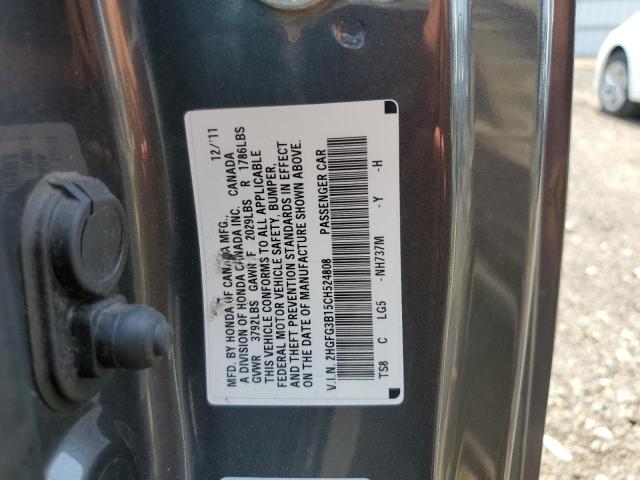 MFD. BY HONDA OF CANADA MFG., 12/11
A DIVISION OF HONDA CANADA INC. CANADA
GVWR 3792LBS GAWR F 2029LBS R 1786LBS
THIS VEHICLE CONFORMS TO ALL APPLICABLE
FEDERAL MOTOR VEHICLE SAFETY, BUMPER,
AND THEFT PREVENTION STANDARDS IN EFFECT
ON THE DATE OF MANUFACTURE SHOWN ABOVE.
V.I.N. 2HGFG3B15CH524808 PASSENGER CAR
TS8 C LG5 -NH737M -Y -H